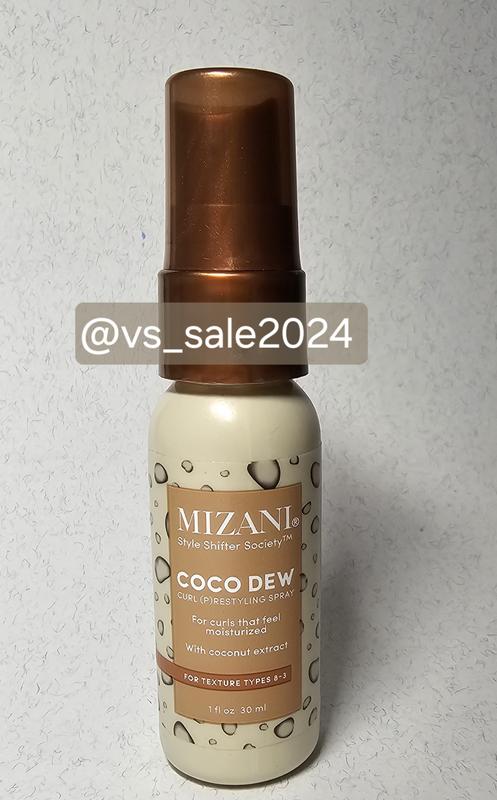 @vs_sale2024
MIZANI®
Style Shifter Society™
COCO DEW
CURL (P)RESTYLING SPRAY
For curls that feel
moisturized
With coconut extract
FOR TEXTURE TYPES 8-3
1 fl oz 30 ml